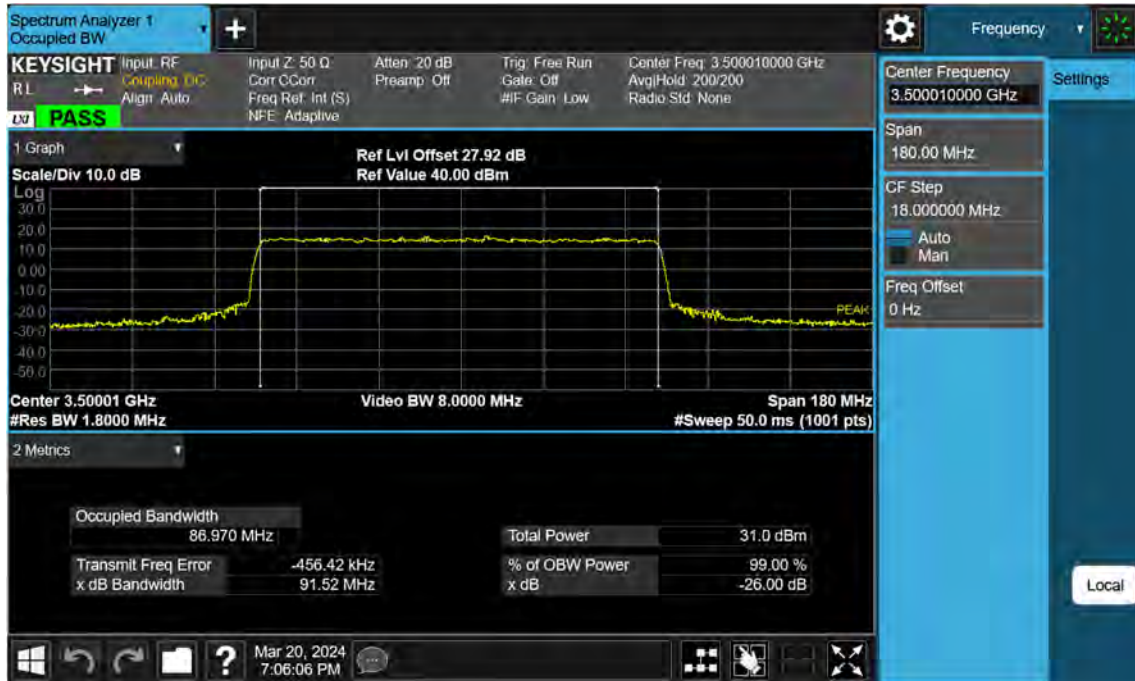 Spectrum Analyzer 1
Occupied BW
+
Frequency
KEYSIGHT
RL
LXI
PASS
Input: RF
Coupling: DC
Align: Auto
Input Z: 50 Ω
Corr CCorr
Freq Ref: Int (S)
NFE: Adaptive
Atten: 20 dB
Preamp: Off
Trig: Free Run
Gate: Off
#IF Gain: Low
Center Freq: 3.500010000 GHz
Avg|Hold: 200/200
Radio Std: None
Center Frequency
3.500010000 GHz
Settings
Span
180.00 MHz
CF Step
18.000000 MHz
Auto
Man
Freq Offset
0 Hz
1 Graph
Scale/Div 10.0 dB
Ref Lvl Offset 27.92 dB
Ref Value 40.00 dBm
Log
30.0
20.0
10.0
0.00
-10.0
-20.0
-30.0
-40.0
-50.0
PEAK
Center 3.50001 GHz
#Res BW 1.8000 MHz
Video BW 8.0000 MHz
Span 180 MHz
#Sweep 50.0 ms (1001 pts)
2 Metrics
Occupied Bandwidth
86.970 MHz
Total Power 31.0 dBm
Transmit Freq Error -456.42 kHz
% of OBW Power 99.00 %
x dB Bandwidth 91.52 MHz
x dB -26.00 dB
Local
?
Mar 20, 2024
7:06:06 PM